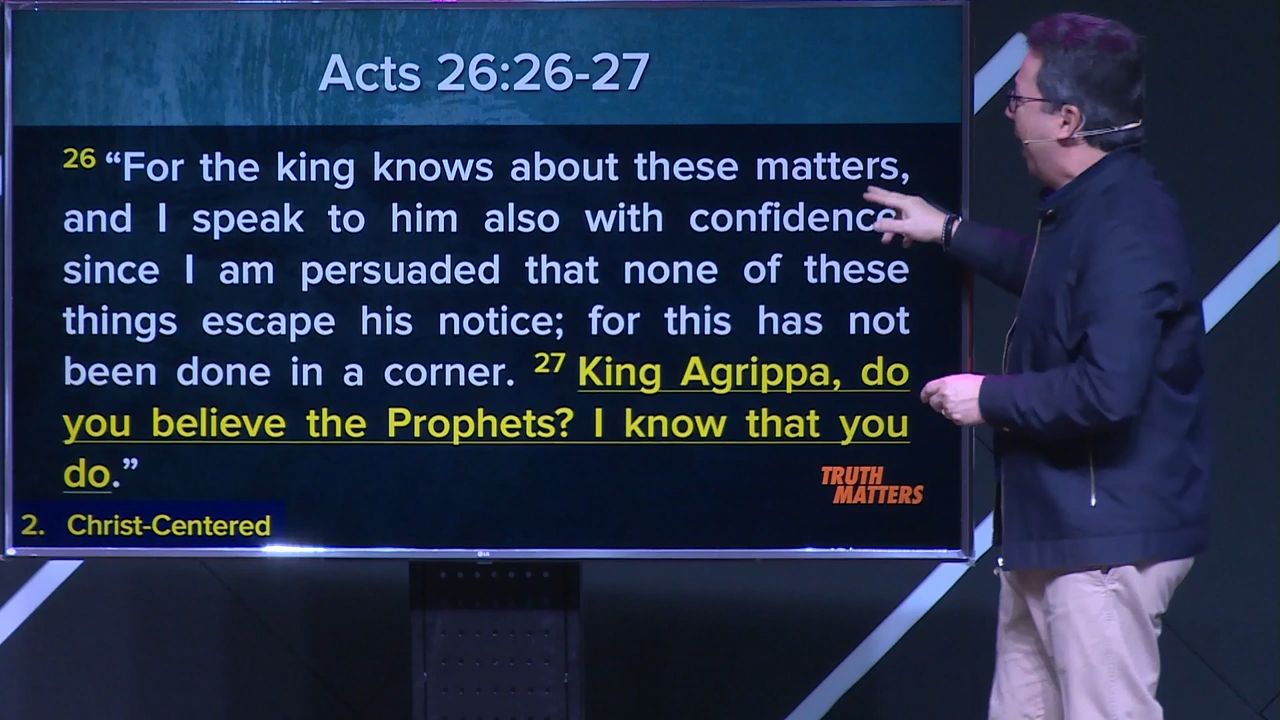 Acts 26:26-27
26 “For the king knows about these matters,
and I speak to him also with confidence
since I am persuaded that none of these
things escape his notice; for this has not
been done in a corner. 27 King Agrippa, do
you believe the Prophets? I know that you
do.”
TRUTH
MATTERS
2. Christ-Centered
LG